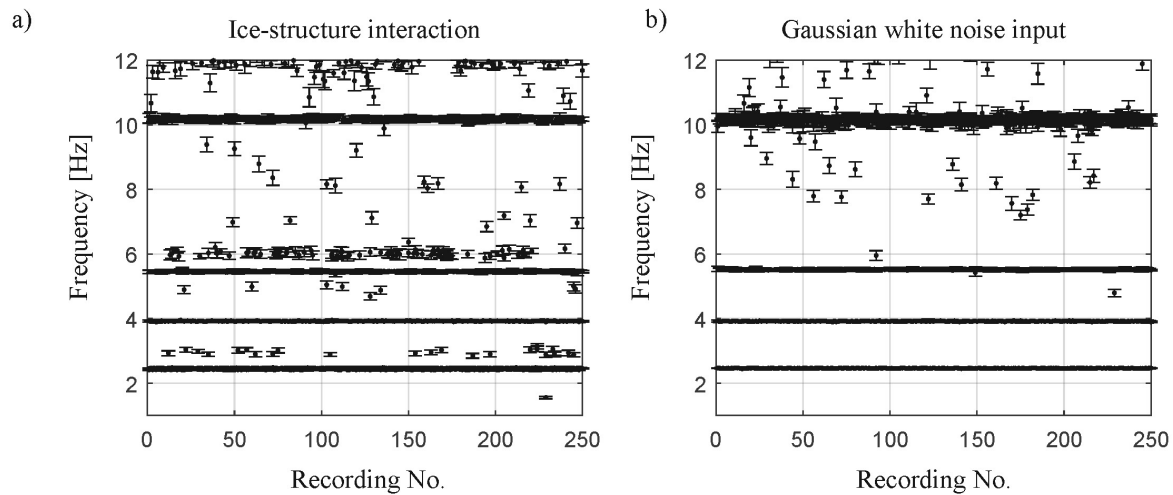 a)
Ice-structure interaction
12
10
8
6
4
2
Frequency [Hz]
0 50 100 150 200 250
Recording No.
b)
Gaussian white noise input
12
10
8
6
4
2
Frequency [Hz]
0 50 100 150 200 250
Recording No.